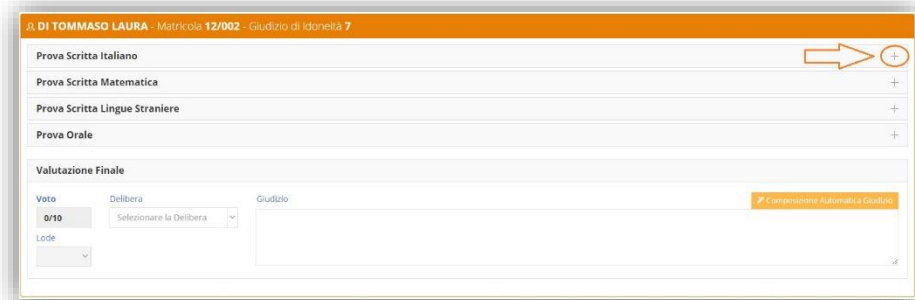 DI TOMMASO LAURA - Matricola 12/002 - Giudizio di Idoneità 7
Prova Scritta Italiano
Prova Scritta Matematica
Prova Scritta Lingue Straniere
Prova Orale
Valutazione Finale
Voto Delibera Giudizio Composizione Automatica Giudizio
0/10 Selezionare la Delibera
Lode